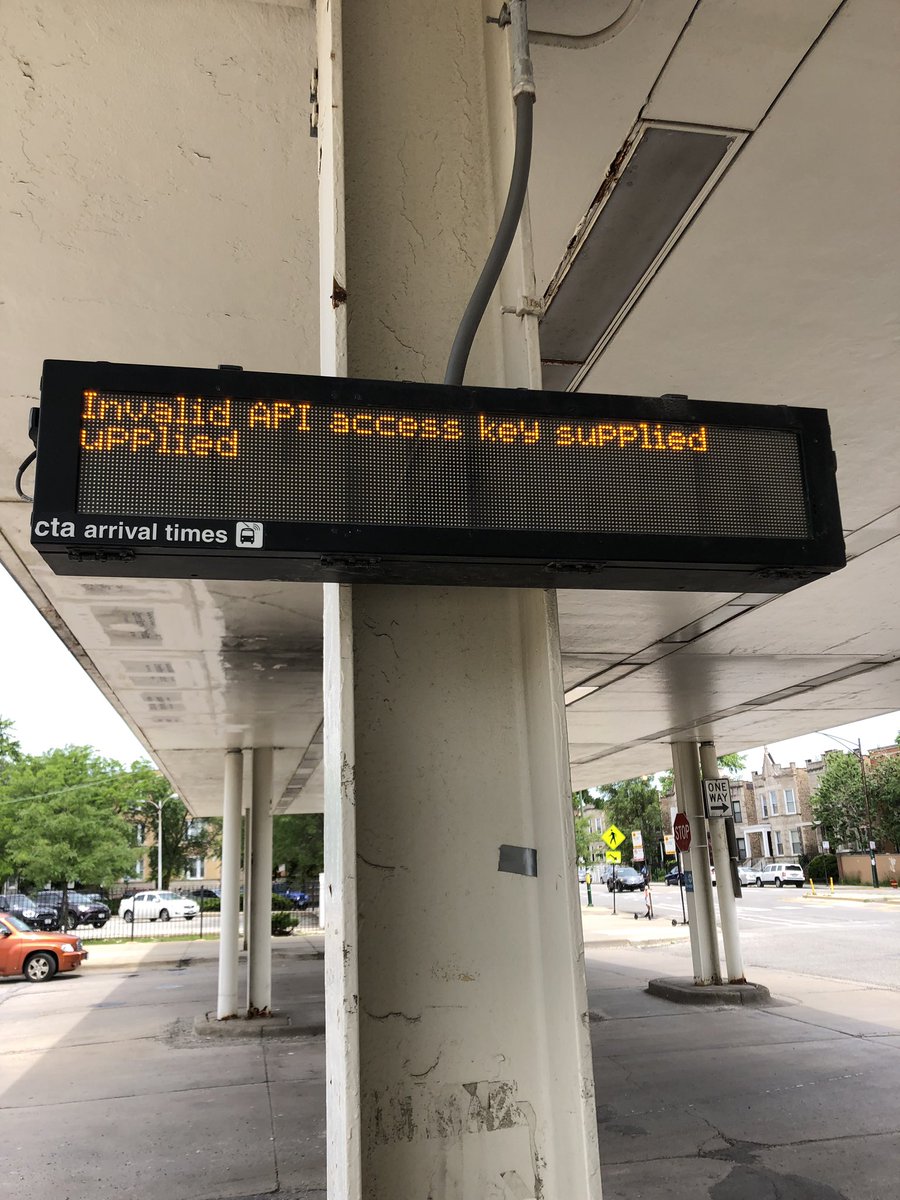 Invalid API access key supplied
upplied
cta arrival times
ONE
WAY
STOP